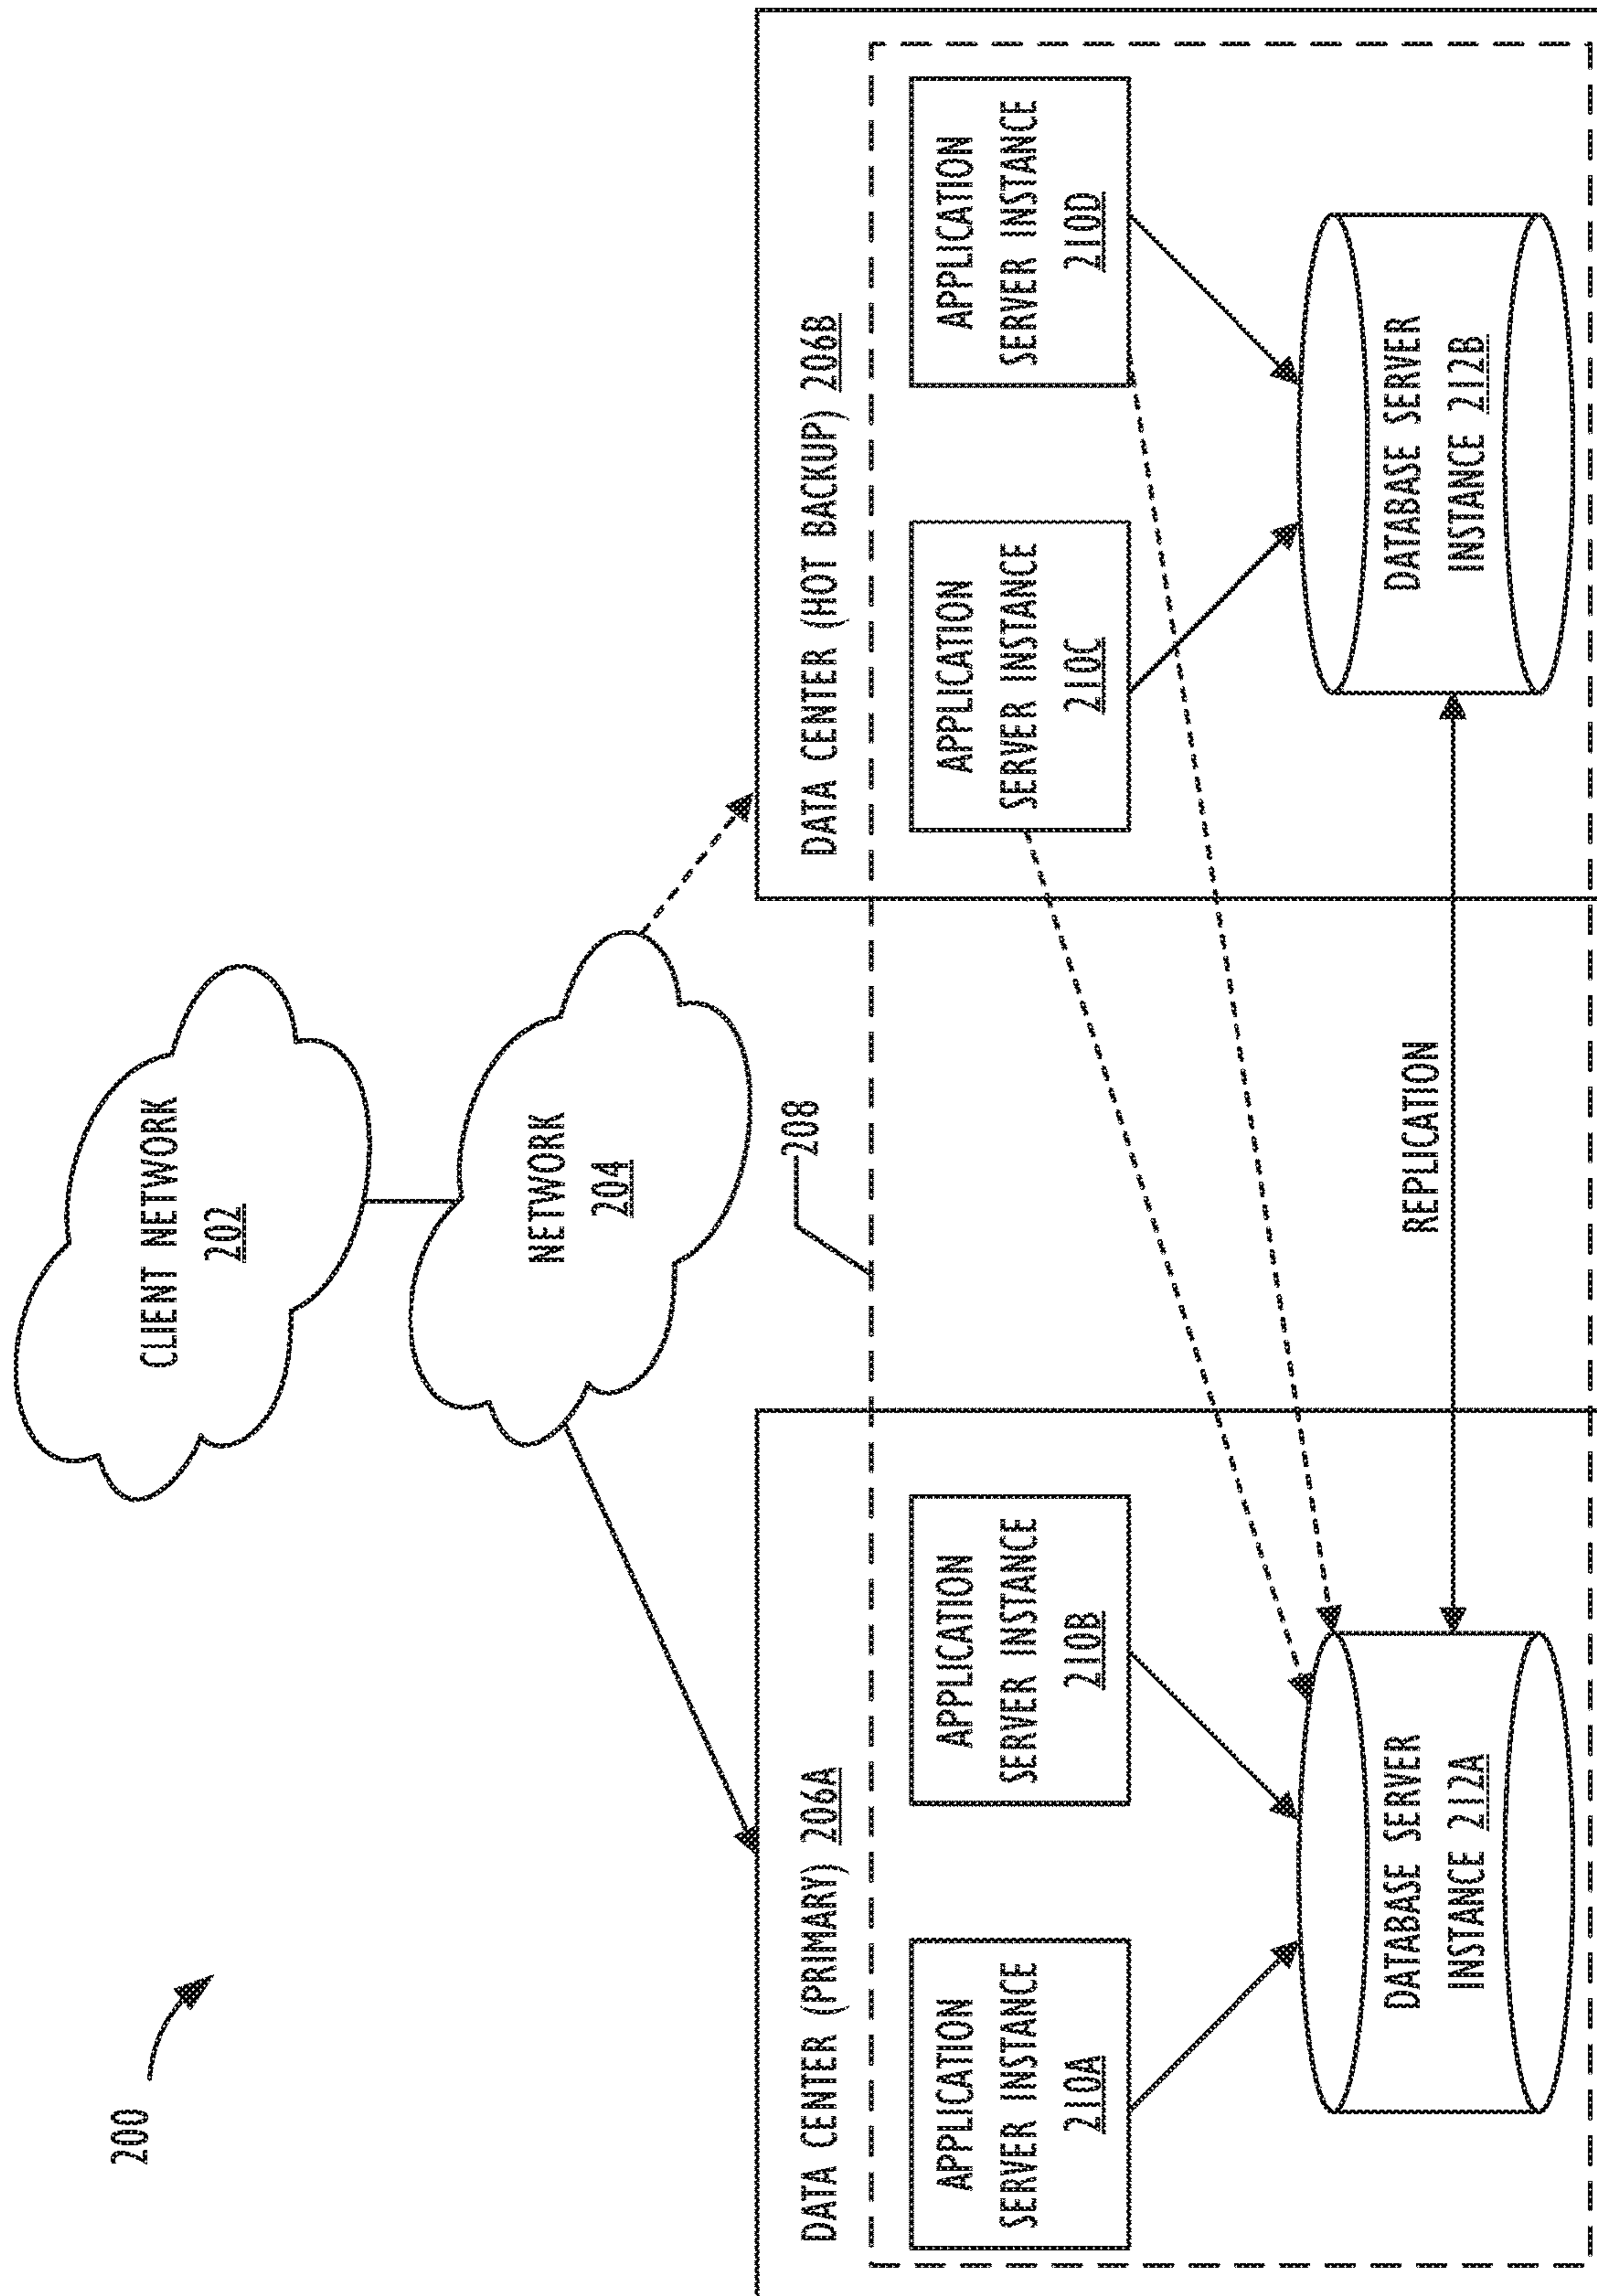 200
CLIENT NETWORK
202
NETWORK
204
208
DATA CENTER (PRIMARY) 206A
APPLICATION
SERVER INSTANCE
210A
APPLICATION
SERVER INSTANCE
210B
DATABASE SERVER
INSTANCE 212A
REPLICATION
DATA CENTER (HOT BACKUP) 206B
APPLICATION
SERVER INSTANCE
210C
APPLICATION
SERVER INSTANCE
210D
DATABASE SERVER
INSTANCE 212B